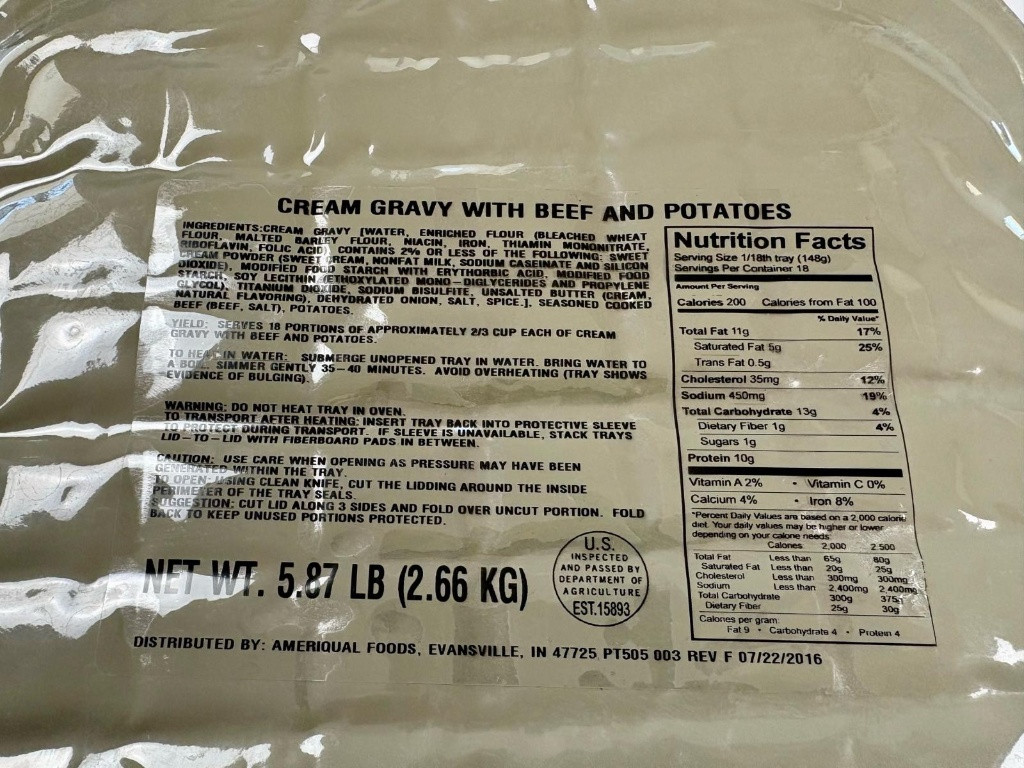 CREAM GRAVY WITH BEEF AND POTATOES
INGREDIENTS:CREAM GRAVY [WATER, ENRICHED FLOUR (BLEACHED WHEAT
FLOUR, MALTED BARLEY FLOUR, NIACIN, IRON, THIAMIN MONONITRATE,
RIBOFLAVIN, FOLIC ACID) CONTAINS 2% OR LESS OF THE FOLLOWING: SWEET
CREAM POWDER (SWEET CREAM, NONFAT MILK, SODIUM CASEINATE AND SILICON
DIOXIDE), MODIFIED FOOD STARCH WITH ERYTHORBIC ACID, MODIFIED FOOD
STARCH, SOY LECITHIN (ETHOXYLATED MONO-DIGLYCERIDES AND PROPYLENE
GLYCOL), TITANIUM DIOXIDE, SODIUM BISULFITE, UNSALTED BUTTER (CREAM,
NATURAL FLAVORING), DEHYDRATED ONION, SALT, SPICE.], SEASONED COOKED
BEEF (BEEF, SALT), POTATOES.
YIELD: SERVES 18 PORTIONS OF APPROXIMATELY 2/3 CUP EACH OF CREAM
GRAVY WITH BEEF AND POTATOES.
TO HEAT IN WATER: SUBMERGE UNOPENED TRAY IN WATER. BRING WATER TO
A BOIL. SIMMER GENTLY 35-40 MINUTES. AVOID OVERHEATING (TRAY SHOWS
EVIDENCE OF BULGING).
WARNING: DO NOT HEAT TRAY IN OVEN.
TO TRANSPORT AFTER HEATING: INSERT TRAY BACK INTO PROTECTIVE SLEEVE
TO PROTECT DURING TRANSPORT. IF SLEEVE IS UNAVAILABLE, STACK TRAYS
LID-TO-LID WITH FIBERBOARD PADS IN BETWEEN.
CAUTION: USE CARE WHEN OPENING AS PRESSURE MAY HAVE BEEN
GENERATED WITHIN THE TRAY.
TO OPEN: USING CLEAN KNIFE, CUT THE LIDDING AROUND THE INSIDE
PERIMETER OF THE TRAY SEALS.
SUGGESTION: CUT LID ALONG 3 SIDES AND FOLD OVER UNCUT PORTION. FOLD
BACK TO KEEP UNUSED PORTIONS PROTECTED.
NET WT. 5.87 LB (2.66 KG)
U.S.
INSPECTED
AND PASSED BY
DEPARTMENT OF
AGRICULTURE
EST.15893
DISTRIBUTED BY: AMERIQUAL FOODS, EVANSVILLE, IN 47725 PT505 003 REV F 07/22/2016
Nutrition Facts
Serving Size 1/18th tray (148g)
Servings Per Container 18
Amount Per Serving
Calories 200 Calories from Fat 100
% Daily Value*
Total Fat 11g 17%
Saturated Fat 5g 25%
Trans Fat 0.5g
Cholesterol 35mg 12%
Sodium 450mg 19%
Total Carbohydrate 13g 4%
Dietary Fiber 1g 4%
Sugars 1g
Protein 10g
Vitamin A 2% • Vitamin C 0%
Calcium 4% • Iron 8%
*Percent Daily Values are based on a 2,000 calorie
diet. Your daily values may be higher or lower
depending on your calorie needs:
Calories 2,000 2,500
Total Fat Less than 65g 80g
Saturated Fat Less than 20g 25g
Cholesterol Less than 300mg 300mg
Sodium Less than 2,400mg 2,400mg
Total Carbohydrate 300g 375g
Dietary Fiber 25g 30g
Calories per gram:
Fat 9 • Carbohydrate 4 • Protein 4